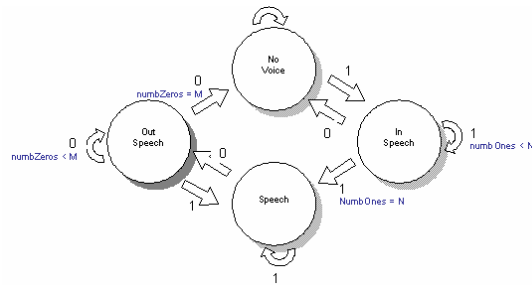 No
Voice
0
numbZeros = M
1
Out
Speech
0
In
Speech
0
numbZeros < M
1
numbOnes < N
0
1
Speech
1
NumbOnes = N
1